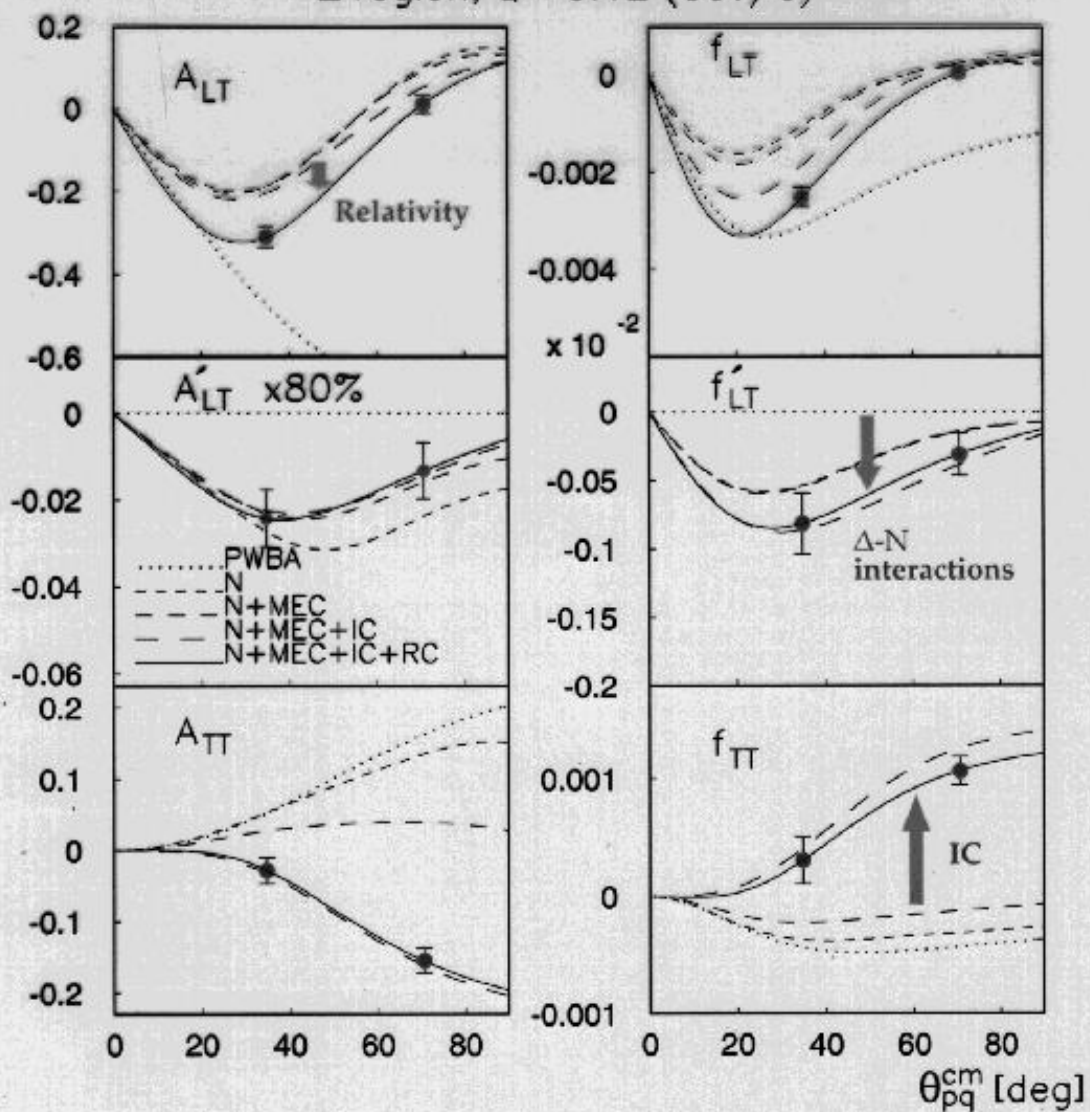 A_LT
0.2
0
-0.2
-0.4
-0.6
Relativity
f_LT
0
-0.002
-0.004
x 10^-2
A'_LT x80%
0
-0.02
-0.04
-0.06
PWBA
N
N+MEC
N+MEC+IC
N+MEC+IC+RC
f'_LT
0
-0.05
-0.1
-0.15
-0.2
Δ-N
interactions
A_TT
0.2
0.1
0
-0.1
-0.2
0 20 40 60 80
f_TT
0.001
0
-0.001
IC
0 20 40 60 80
θ_pq^cm [deg]